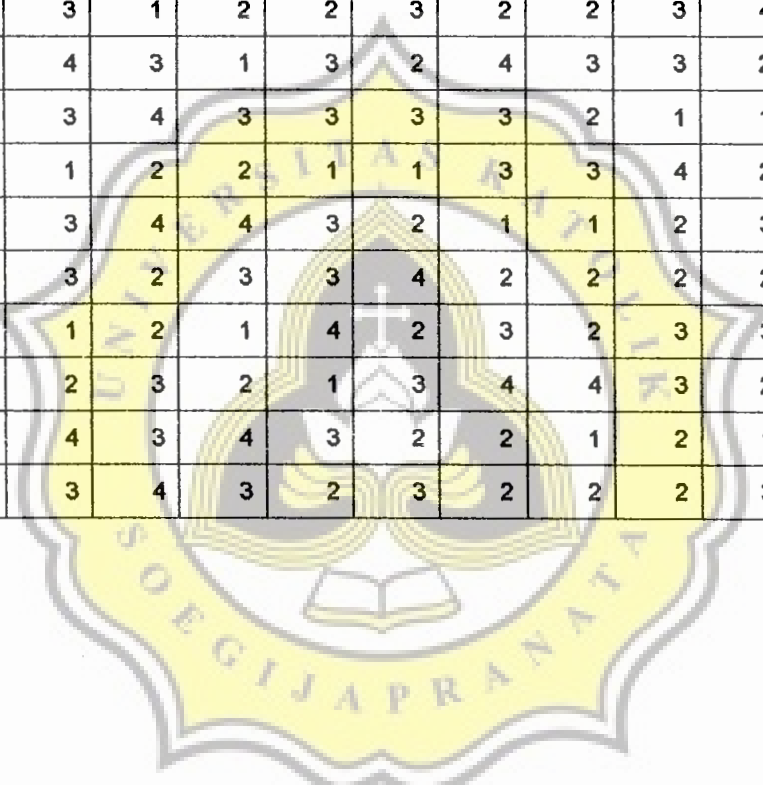 3 1 2 2 3 2 2 3
4 3 1 3 2 4 3 3
3 4 3 3 3 3 2 1
1 2 2 1 1 3 3 4
3 4 4 3 2 1 1 2
3 2 3 3 4 2 2 2
1 2 1 4 2 3 2 3
2 3 2 1 3 4 4 3
4 3 4 3 2 2 1 2
3 4 3 2 3 2 2 2
UNIVERSITAS KATOLIK
SOEGIJAPRANATA